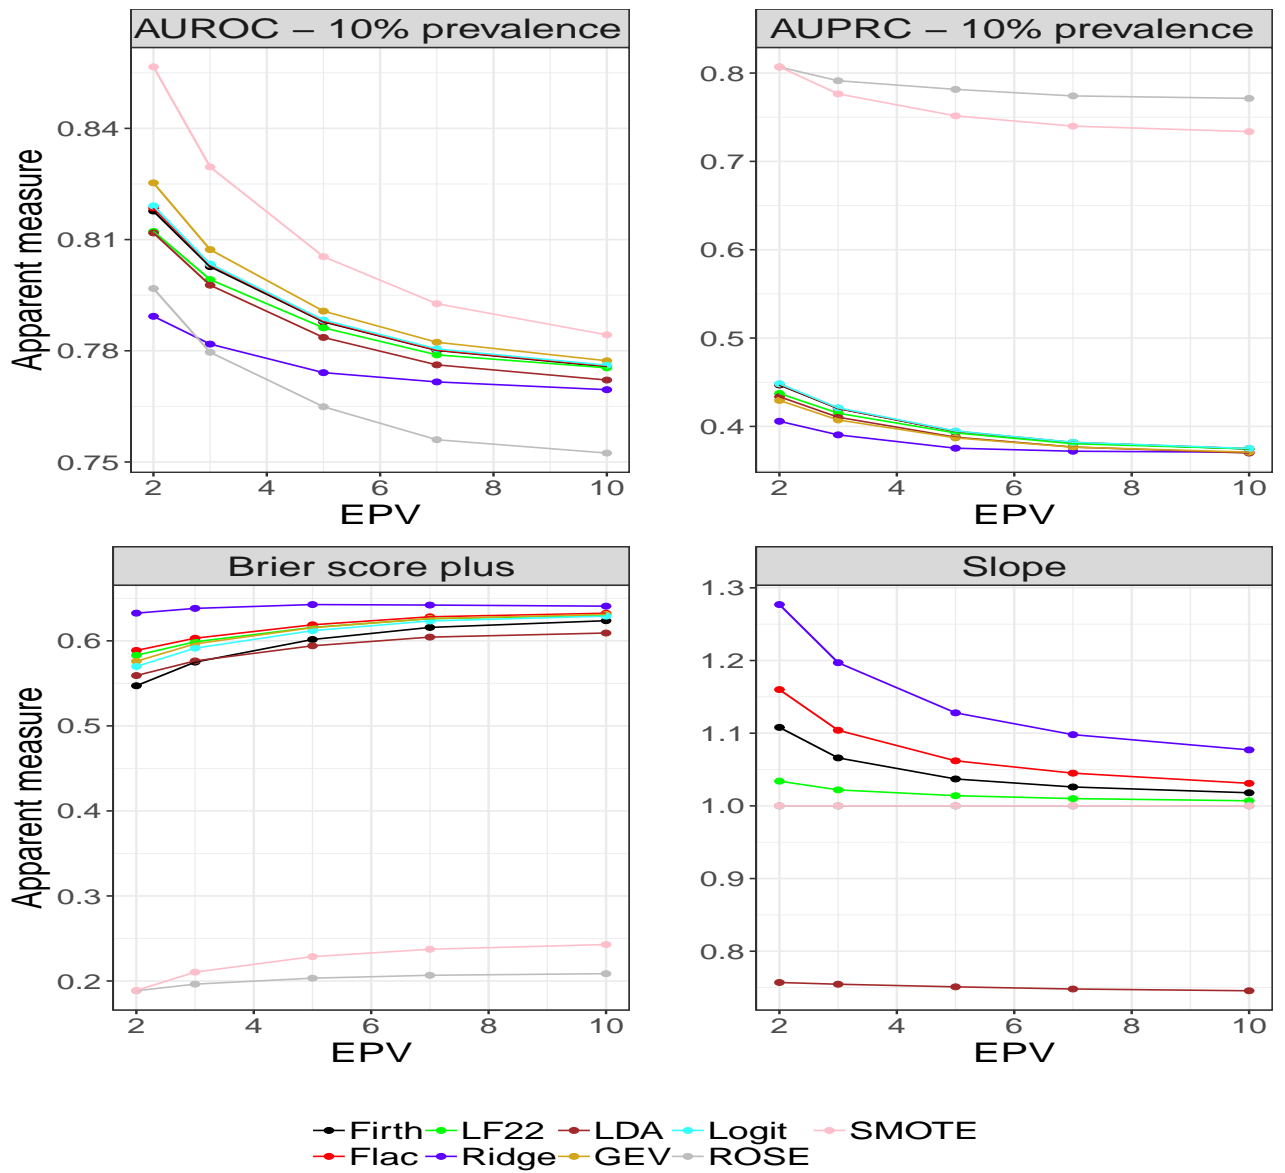 AUROC – 10% prevalence
AUPRC – 10% prevalence
Apparent measure
0.84
0.81
0.78
0.75
2 4 6 8 10
EPV
0.8
0.7
0.6
0.5
0.4
2 4 6 8 10
EPV
Brier score plus
Slope
Apparent measure
0.6
0.5
0.4
0.3
0.2
2 4 6 8 10
EPV
1.3
1.2
1.1
1.0
0.9
0.8
2 4 6 8 10
EPV
Firth LF22 LDA Logit SMOTE
Flac Ridge GEV ROSE